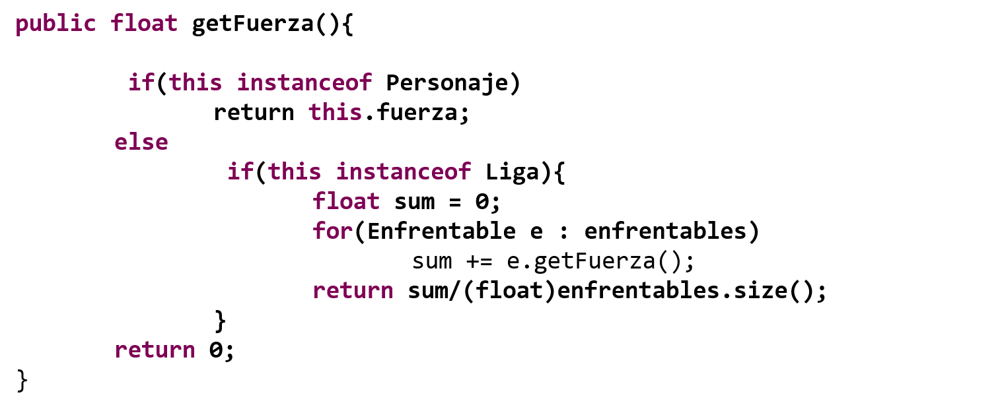 public float getFuerza(){
if(this instanceof Personaje)
return this.fuerza;
else
if(this instanceof Liga){
float sum = 0;
for(Enfrentable e : enfrentables)
sum += e.getFuerza();
return sum/(float)enfrentables.size();
}
return 0;
}